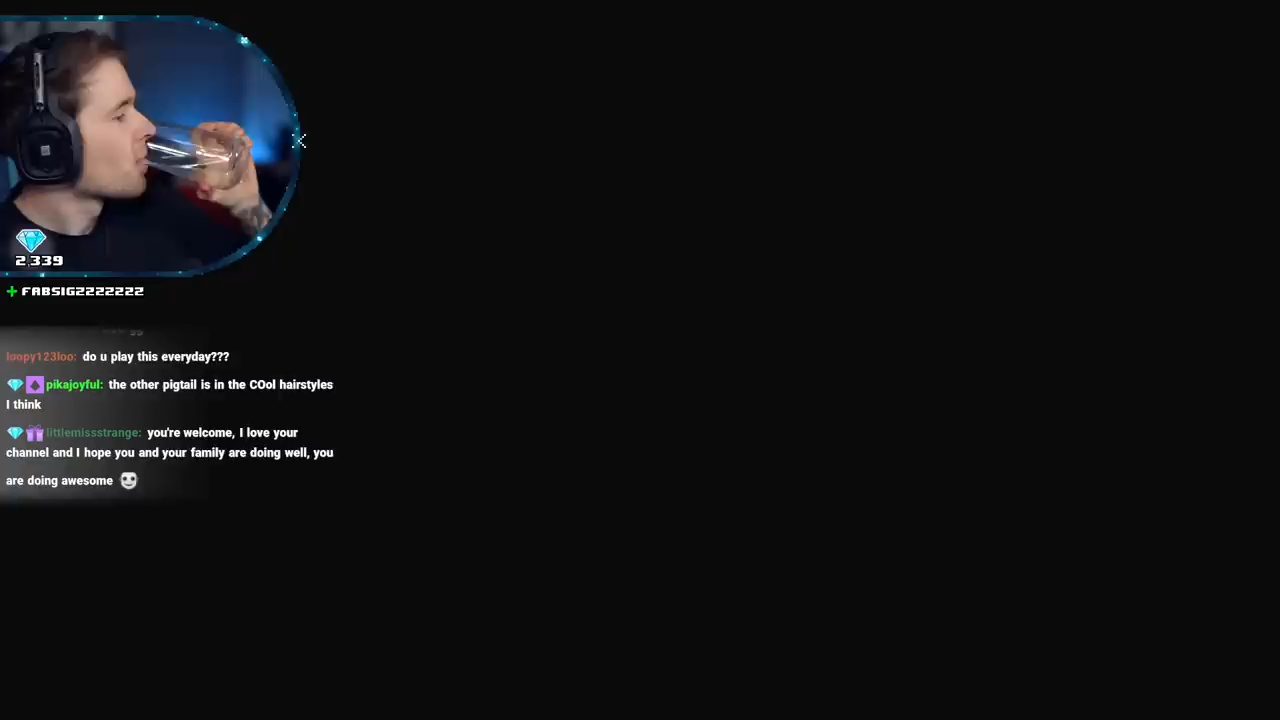 2,339
+ FABSIG2222222
loopy123loo: do u play this everyday???
pikajoyful: the other pigtail is in the COol hairstyles
I think
littlemissstrange: you're welcome, I love your
channel and I hope you and your family are doing well, you
are doing awesome